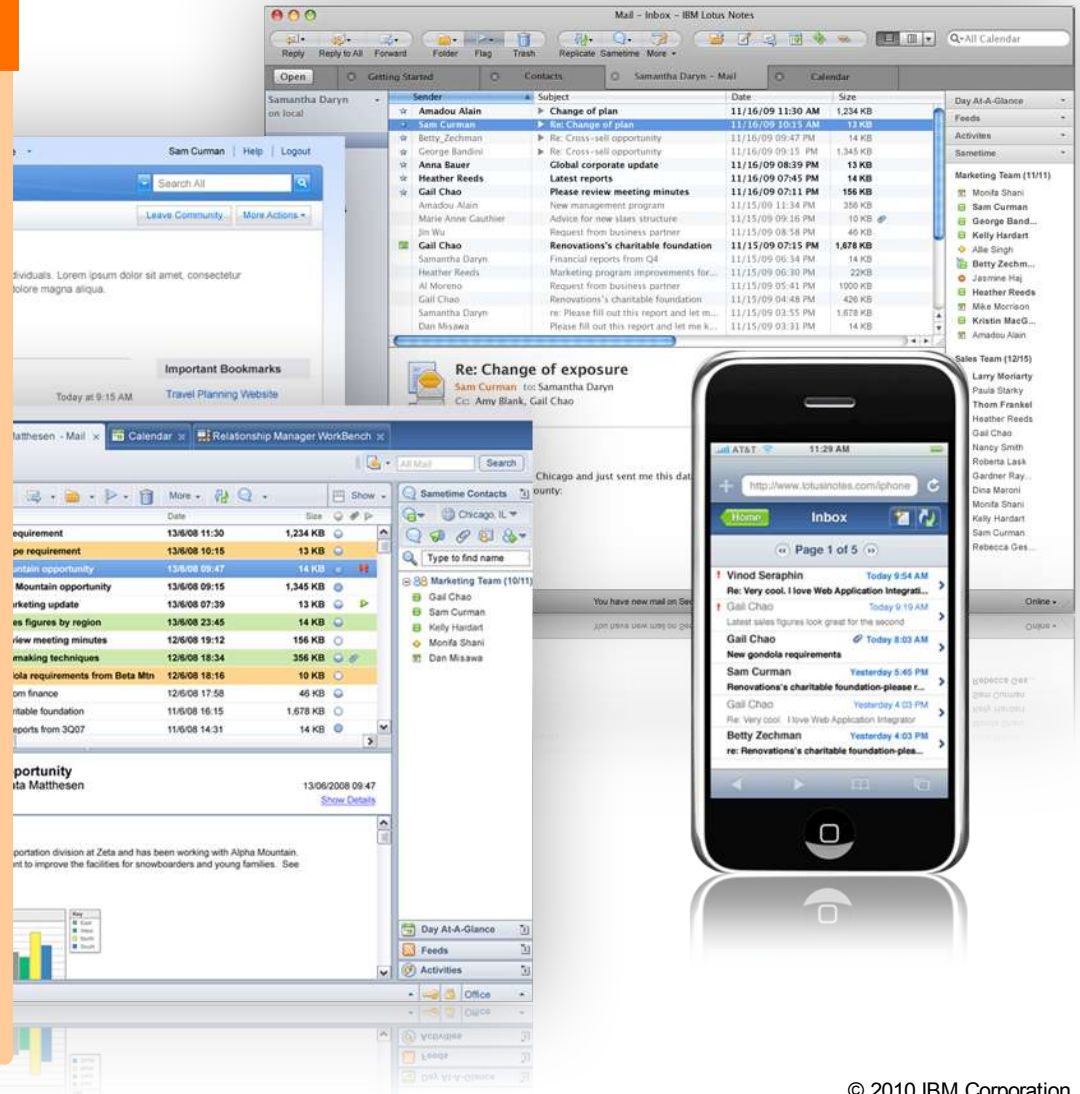 Mail – Inbox – IBM Lotus Notes
Reply Reply to All Forward Folder Flag Trash Replicate Sametime More
Q-All Calendar
Open Getting Started Contacts Samantha Daryn – Mail Calendar
Samantha Daryn
on local
Sender Subject Date Size
Amadou Alain Change of plan 11/16/09 11:30 AM 1,234 KB
Sam Curman Re: Change of plan 11/16/09 10:15 AM 13 KB
Betty_Zechman Re: Cross-sell opportunity 11/16/09 09:47 PM 14 KB
George Bandini Re: Cross-sell opportunity 11/16/09 09:15 PM 1,345 KB
Anna Bauer Global corporate update 11/16/09 08:39 PM 13 KB
Heather Reeds Latest reports 11/16/09 07:45 PM 14 KB
Gail Chao Please review meeting minutes 11/16/09 07:11 PM 156 KB
Amadou Alain New management program 11/15/09 11:34 PM 356 KB
Marie Anne Gauthier Advice for new slaes structure 11/15/09 09:16 PM 10 KB
Jin Wu Request from business partner 11/15/09 08:58 PM 46 KB
Gail Chao Renovations's charitable foundation 11/15/09 07:15 PM 1,678 KB
Samantha Daryn Financial reports from Q4 11/15/09 06:34 PM 14 KB
Heather Reeds Marketing program improvements for... 11/15/09 06:30 PM 22KB
Al Moreno Request from business partner 11/15/09 05:41 PM 1000 KB
Gail Chao Renovations's charitable foundation 11/15/09 04:48 PM 426 KB
Samantha Daryn re: Please fill out this report and let m... 11/15/09 03:55 PM 1,678 KB
Dan Misawa Please fill out this report and let me k... 11/15/09 03:31 PM 14 KB
Day At-A-Glance
Feeds
Activites
Sametime
Marketing Team (11/11)
Monifa Shani
Sam Curman
George Band...
Kelly Hardart
Allie Singh
Betty Zechm...
Jasmine Haj
Heather Reeds
Mike Morrison
Kristin MacG...
Amadou Alain
Sales Team (12/15)
Larry Moriarty
Paula Starky
Thom Frankel
Heather Reeds
Gail Chao
Nancy Smith
Roberta Lask
Gardner Ray...
Dina Maroni
Monifa Shani
Kelly Hardart
Sam Curman
Rebecca Ges...
Re: Change of exposure
Sam Curman to: Samantha Daryn
Cc: Amy Blank, Gail Chao
Chicago and just sent me this dat
ounty:
You have new mail on Sec
Online
Sam Curman Help Logout
Search All
Leave Community More Actions
dividuals. Lorem ipsum dolor sit amet, consectetur
dolore magna aliqua.
Important Bookmarks
Today at 9:15 AM Travel Planning Website
Matthesen - Mail Calendar Relationship Manager WorkBench
All Mail Search
More Show
Date Size
equirement 13/6/08 11:30 1,234 KB
pe requirement 13/6/08 10:15 13 KB
untain opportunity 13/6/08 09:47 14 KB
Mountain opportunity 13/6/08 09:15 1,345 KB
rketing update 13/6/08 07:39 13 KB
es figures by region 13/6/08 23:45 14 KB
view meeting minutes 12/6/08 19:12 156 KB
making techniques 12/6/08 18:34 356 KB
dola requirements from Beta Mtn 12/6/08 18:16 10 KB
om finance 12/6/08 17:58 46 KB
ritable foundation 11/6/08 16:15 1,678 KB
eports from 3Q07 11/6/08 14:31 14 KB
portunity
ta Matthesen 13/06/2008 09:47
Show Details
portation division at Zeta and has been working with Alpha Mountain.
nt to improve the facilities for snowboarders and young families. See
Key
East
West
North
South
Sametime Contacts
Chicago, IL
Type to find name
Marketing Team (10/11)
Gail Chao
Sam Curman
Kelly Hardart
Monifa Shani
Dan Misawa
Day At-A-Glance
Feeds
Activities
Office
AT&T 11:29 AM
http://www.lotusinotes.com/iphone
Home Inbox
Page 1 of 5
Vinod Seraphin Today 9:54 AM
Re: Very cool. I love Web Application Integrati...
Gail Chao Today 9:19 AM
Latest sales figures look great for the second
Gail Chao Today 8:03 AM
New gondola requirements
Sam Curman Yesterday 5:45 PM
Renovations's charitable foundation-please r...
Gail Chao Yesterday 4:03 PM
Re: Very cool. I love Web Application Integrator
Betty Zechman Yesterday 4:03 PM
re: Renovations's charitable foundation-plea...
© 2010 IBM Corporation